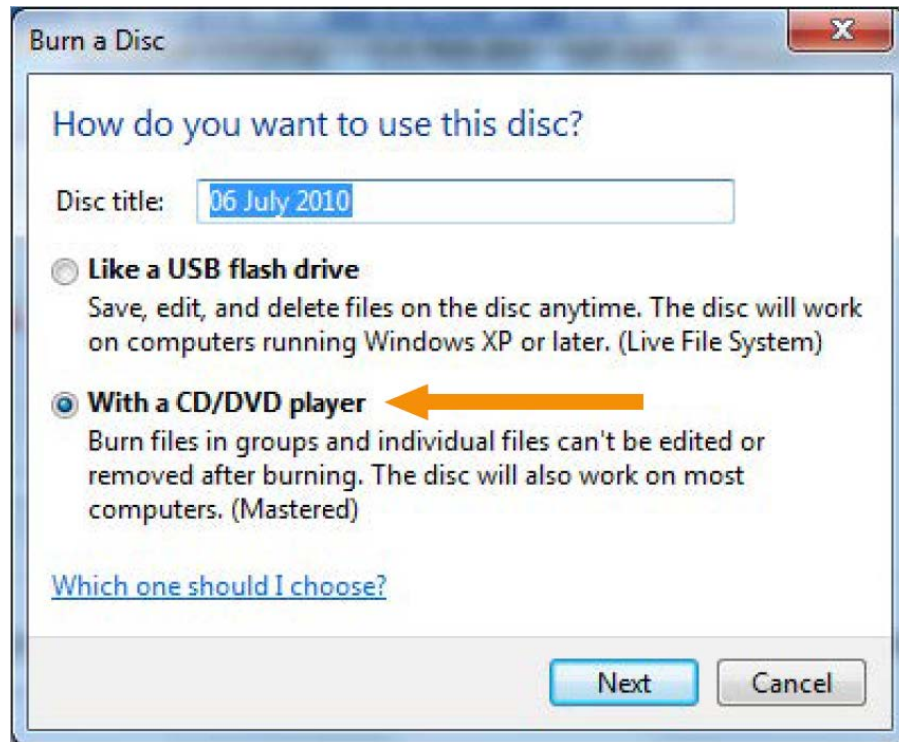 Burn a Disc
How do you want to use this disc?
Disc title: 06 July 2010
Like a USB flash drive
Save, edit, and delete files on the disc anytime. The disc will work
on computers running Windows XP or later. (Live File System)
With a CD/DVD player
Burn files in groups and individual files can't be edited or
removed after burning. The disc will also work on most
computers. (Mastered)
Which one should I choose?
Next Cancel